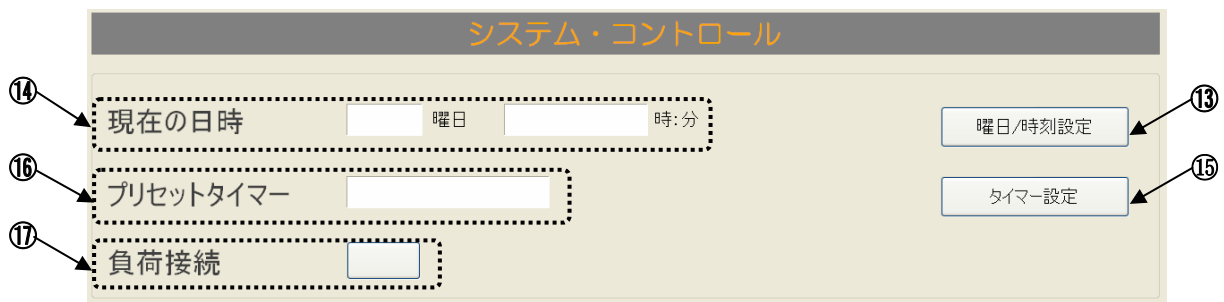 システム・コントロール
⑭ 現在の日時 曜日 時:分 曜日/時刻設定 ⑬
⑯ プリセットタイマー タイマー設定 ⑮
⑰ 負荷接続